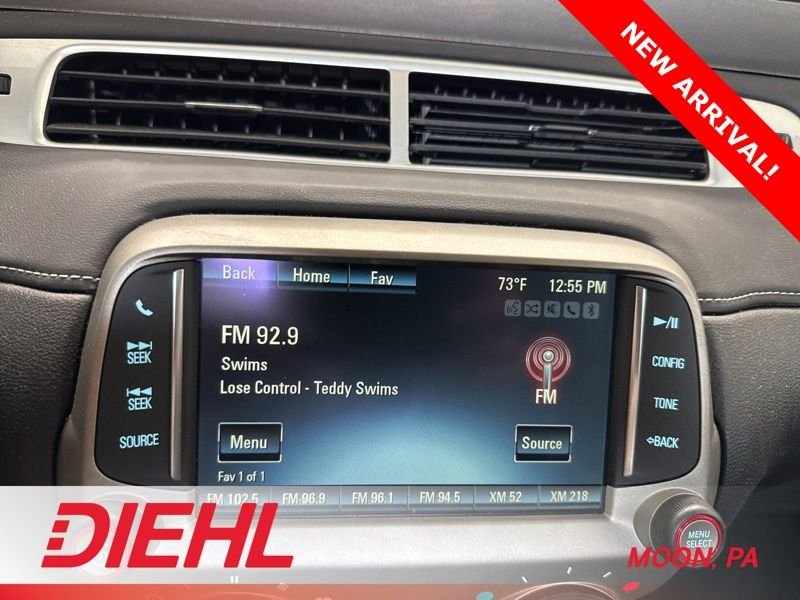 NEW ARRIVAL!
Back Home Fav 73°F 12:55 PM
FM 92.9
Swims
Lose Control - Teddy Swims
FM
Menu Source
Fav 1 of 1
FM 102.5 FM 96.9 FM 96.1 FM 94.5 XM 52 XM 218
SEEK
SEEK
SOURCE
CONFIG
TONE
BACK
MENU
SELECT
DIEHL
MOON, PA